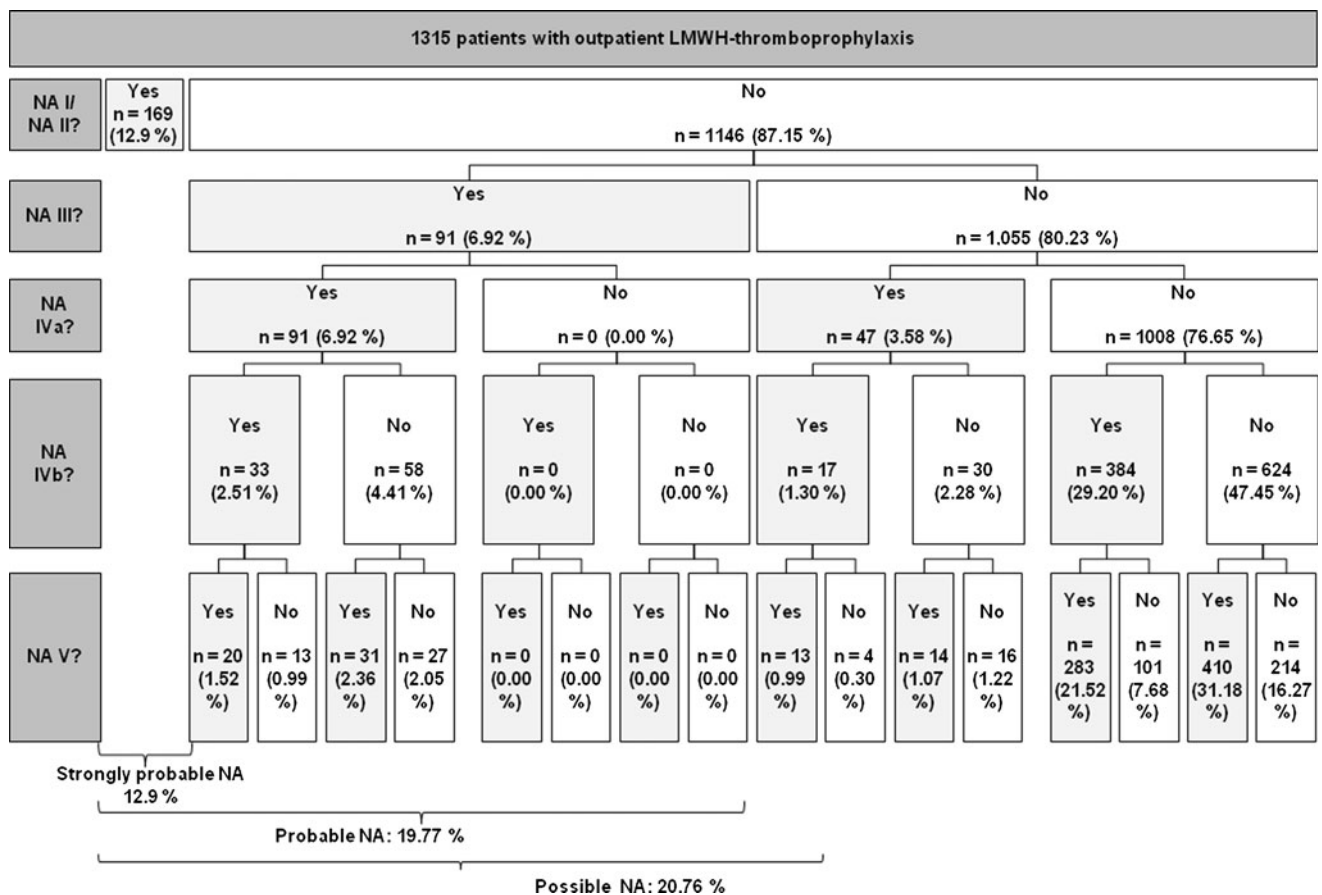 1315 patients with outpatient LMWH-thromboprophylaxis
NA I/
NA II?
Yes
n = 169
(12.9 %)
No
n = 1146 (87.15 %)
NA III?
Yes
n = 91 (6.92 %)
No
n = 1.055 (80.23 %)
NA
IVa?
Yes
n = 91 (6.92 %)
No
n = 0 (0.00 %)
Yes
n = 47 (3.58 %)
No
n = 1008 (76.65 %)
NA
IVb?
Yes
n = 33
(2.51 %)
No
n = 58
(4.41 %)
Yes
n = 0
(0.00 %)
No
n = 0
(0.00 %)
Yes
n = 17
(1.30 %)
No
n = 30
(2.28 %)
Yes
n = 384
(29.20 %)
No
n = 624
(47.45 %)
NA V?
Yes
n = 20
(1.52
%)
No
n = 13
(0.99
%)
Yes
n = 31
(2.36
%)
No
n = 27
(2.05
%)
Yes
n = 0
(0.00
%)
No
n = 0
(0.00
%)
Yes
n = 0
(0.00
%)
No
n = 0
(0.00
%)
Yes
n = 13
(0.99
%)
No
n = 4
(0.30
%)
Yes
n = 14
(1.07
%)
No
n = 16
(1.22
%)
Yes
n =
283
(21.52
%)
No
n =
101
(7.68
%)
Yes
n =
410
(31.18
%)
No
n =
214
(16.27
%)
Strongly probable NA
12.9 %
Probable NA: 19.77 %
Possible NA: 20.76 %